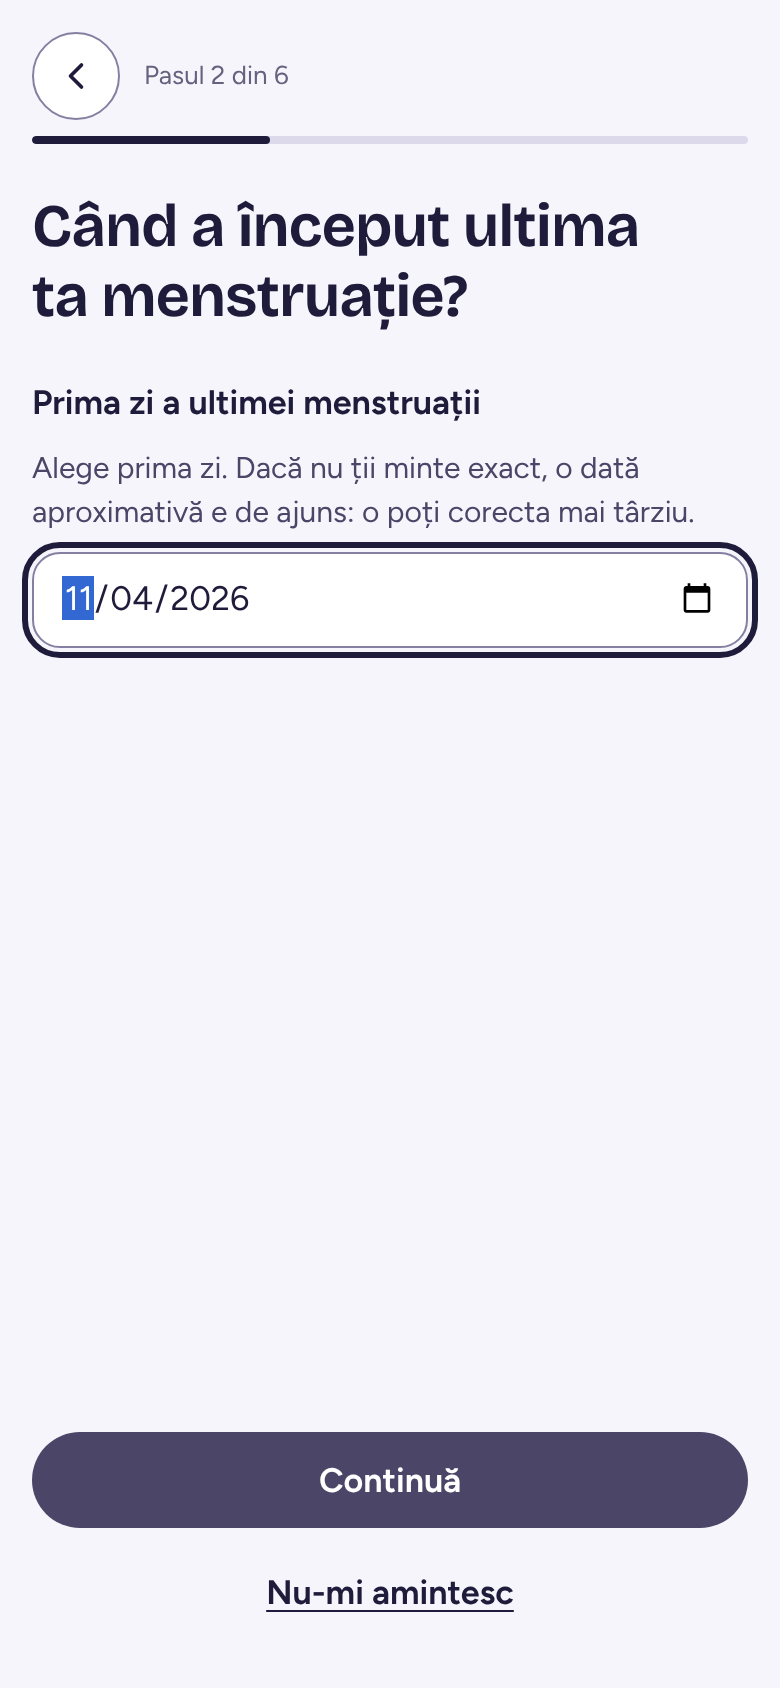 Pasul 2 din 6
Când a început ultima
ta menstruație?
Prima zi a ultimei menstruații
Alege prima zi. Dacă nu ții minte exact, o dată
aproximativă e de ajuns: o poți corecta mai târziu.
11/04/2026
Continuă
Nu-mi amintesc